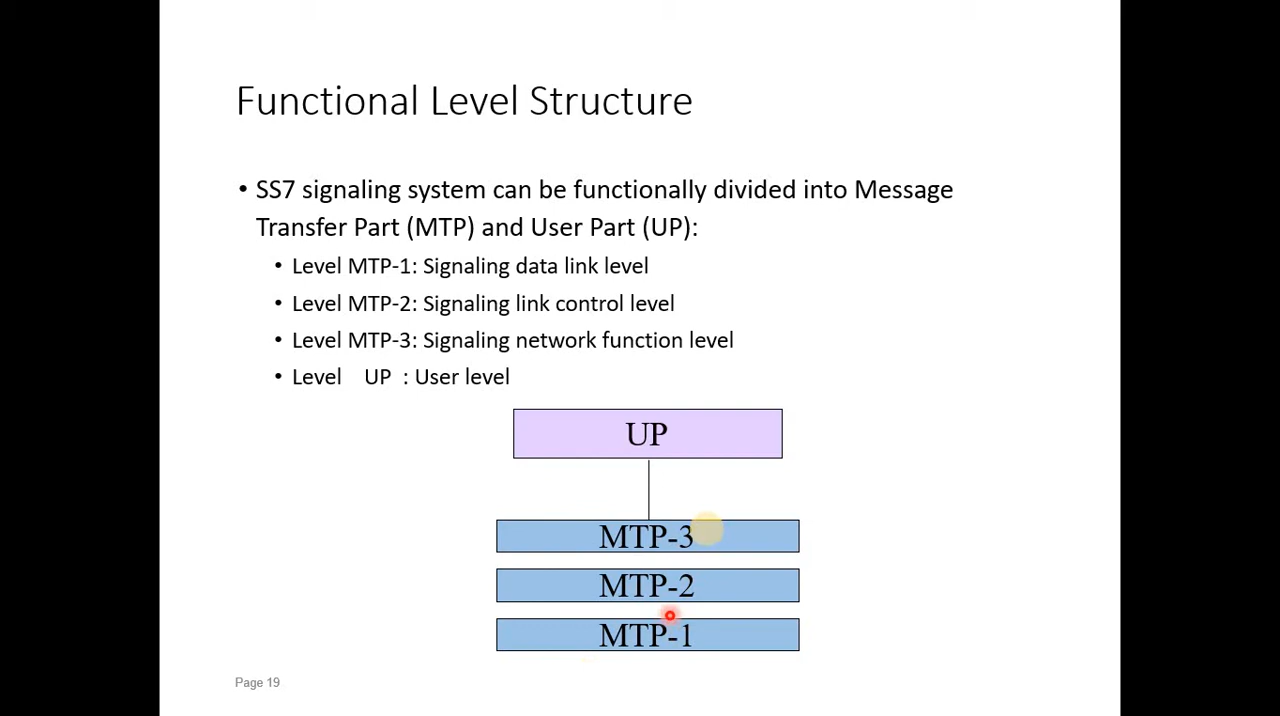 Functional Level Structure
• SS7 signaling system can be functionally divided into Message
Transfer Part (MTP) and User Part (UP):
• Level MTP-1: Signaling data link level
• Level MTP-2: Signaling link control level
• Level MTP-3: Signaling network function level
• Level UP : User level
UP
MTP-3
MTP-2
MTP-1
Page 19